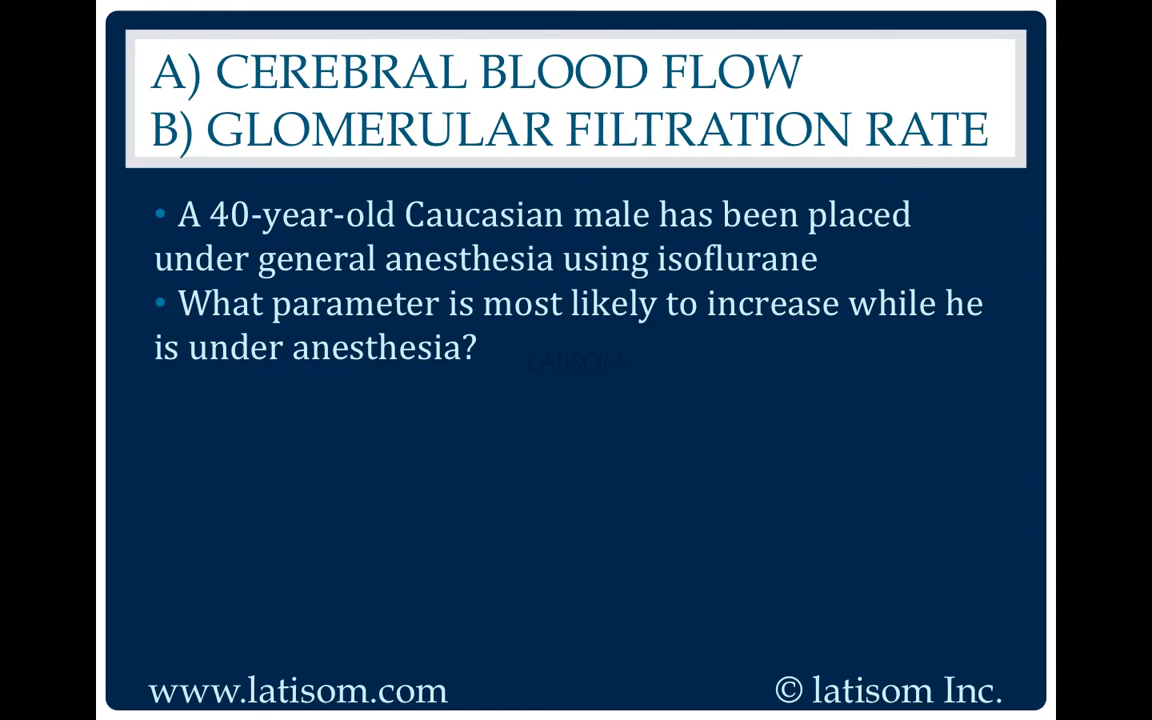 A) CEREBRAL BLOOD FLOW
B) GLOMERULAR FILTRATION RATE
• A 40-year-old Caucasian male has been placed
under general anesthesia using isoflurane
• What parameter is most likely to increase while he
is under anesthesia?
LATISOM
www.latisom.com
© latisom Inc.